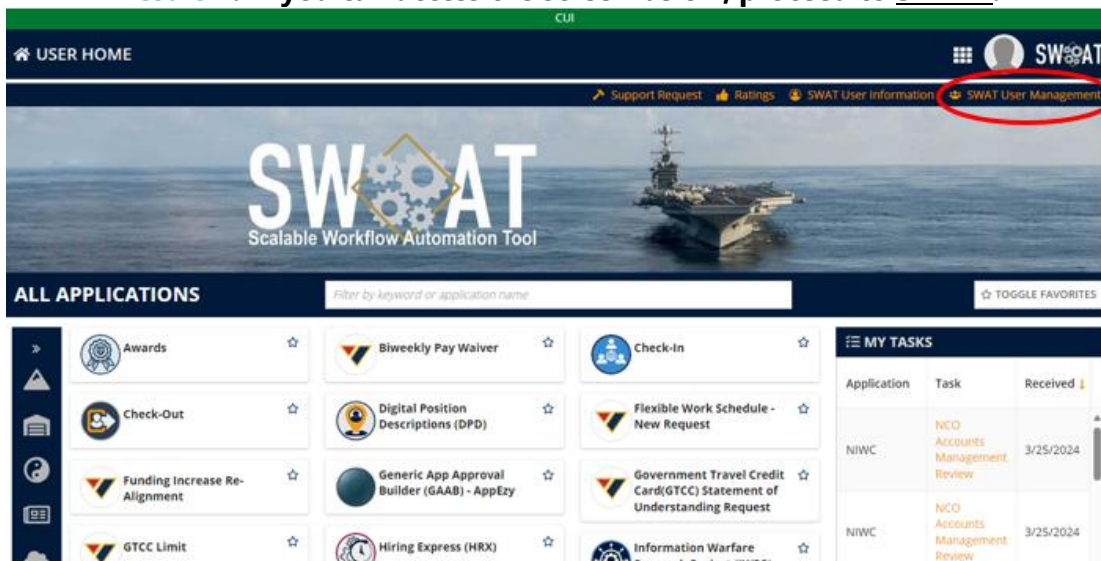 CUI
USER HOME
SWAT
Support Request Ratings SWAT User Information SWAT User Management
SWAT
Scalable Workflow Automation Tool
ALL APPLICATIONS
Filter by keyword or application name
TOGGLE FAVORITES
Awards
Biweekly Pay Waiver
Check-In
MY TASKS
Application Task Received
Check-Out
Digital Position
Descriptions (DPD)
Flexible Work Schedule -
New Request
NIWC
NCO
Accounts
Management
Review
3/25/2024
Funding Increase Re-
Alignment
Generic App Approval
Builder (GAAB) - AppEzy
Government Travel Credit
Card(GTCC) Statement of
Understanding Request
NIWC
NCO
Accounts
Management
Review
3/25/2024
GTCC Limit
Hiring Express (HRX)
Information Warfare